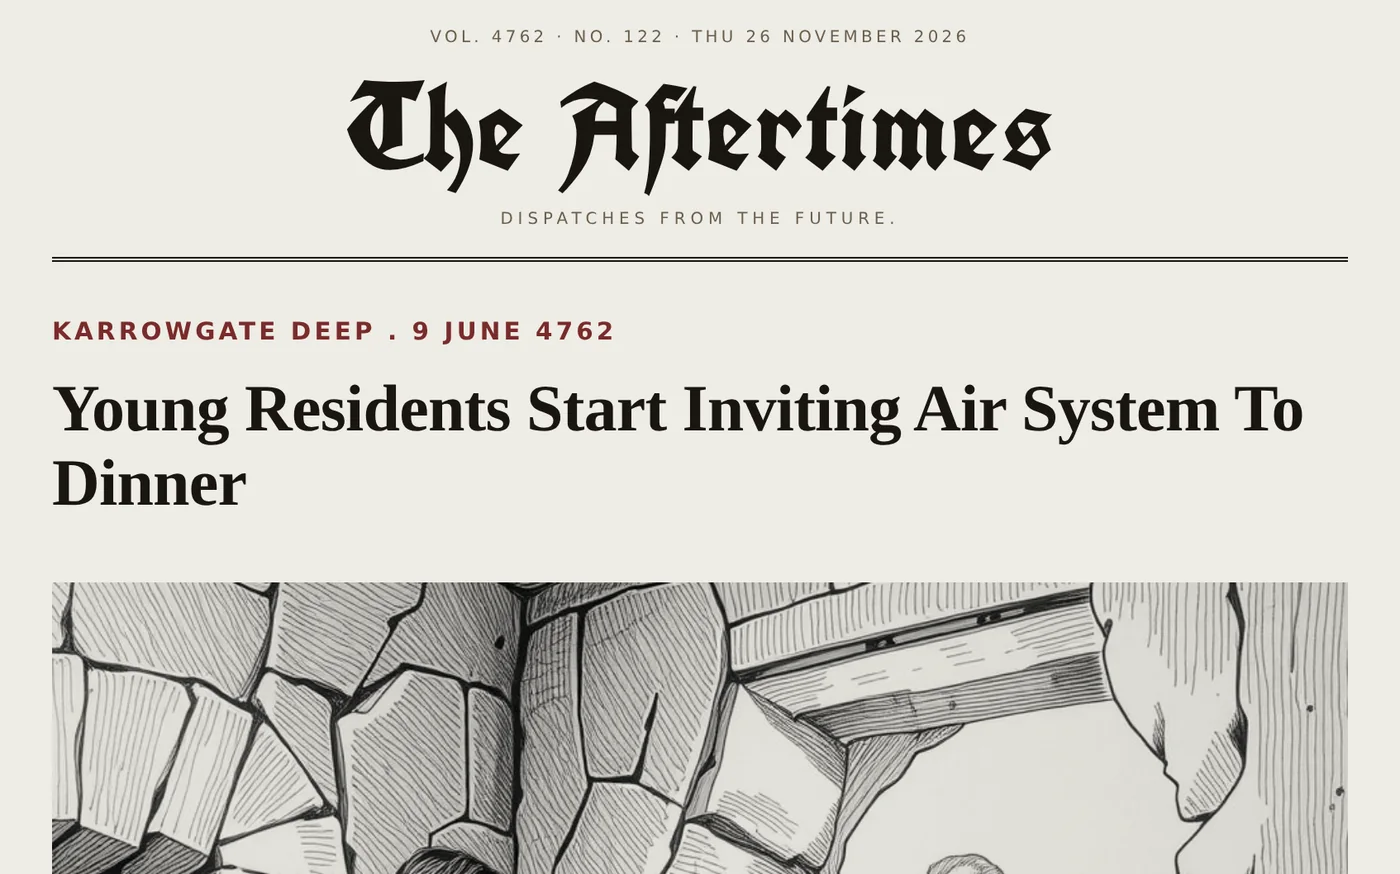 VOL. 4762 · NO. 122 · THU 26 NOVEMBER 2026
The Aftertimes
DISPATCHES FROM THE FUTURE.
KARROWGATE DEEP . 9 JUNE 4762
Young Residents Start Inviting Air System To
Dinner